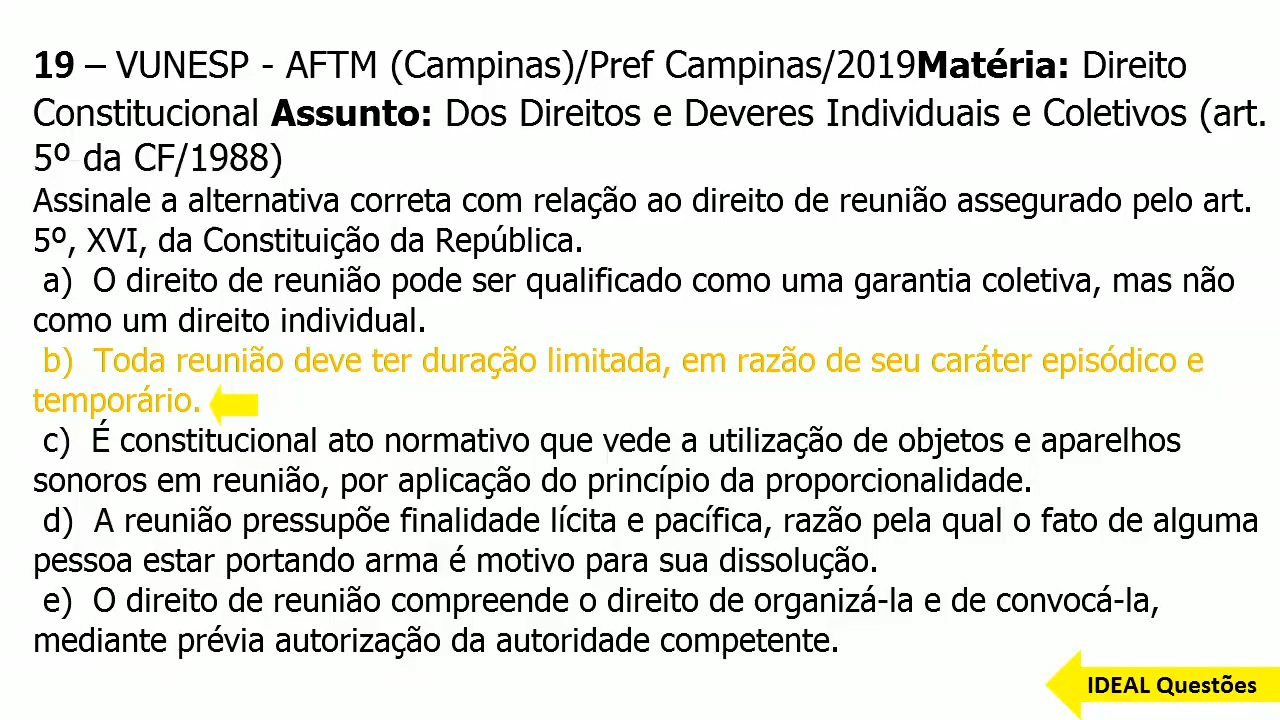 19 – VUNESP - AFTM (Campinas)/Pref Campinas/2019Matéria: Direito
Constitucional Assunto: Dos Direitos e Deveres Individuais e Coletivos (art.
5º da CF/1988)
Assinale a alternativa correta com relação ao direito de reunião assegurado pelo art.
5º, XVI, da Constituição da República.
a) O direito de reunião pode ser qualificado como uma garantia coletiva, mas não
como um direito individual.
b) Toda reunião deve ter duração limitada, em razão de seu caráter episódico e
temporário.
c) É constitucional ato normativo que vede a utilização de objetos e aparelhos
sonoros em reunião, por aplicação do princípio da proporcionalidade.
d) A reunião pressupõe finalidade lícita e pacífica, razão pela qual o fato de alguma
pessoa estar portando arma é motivo para sua dissolução.
e) O direito de reunião compreende o direito de organizá-la e de convocá-la,
mediante prévia autorização da autoridade competente.
IDEAL Questões